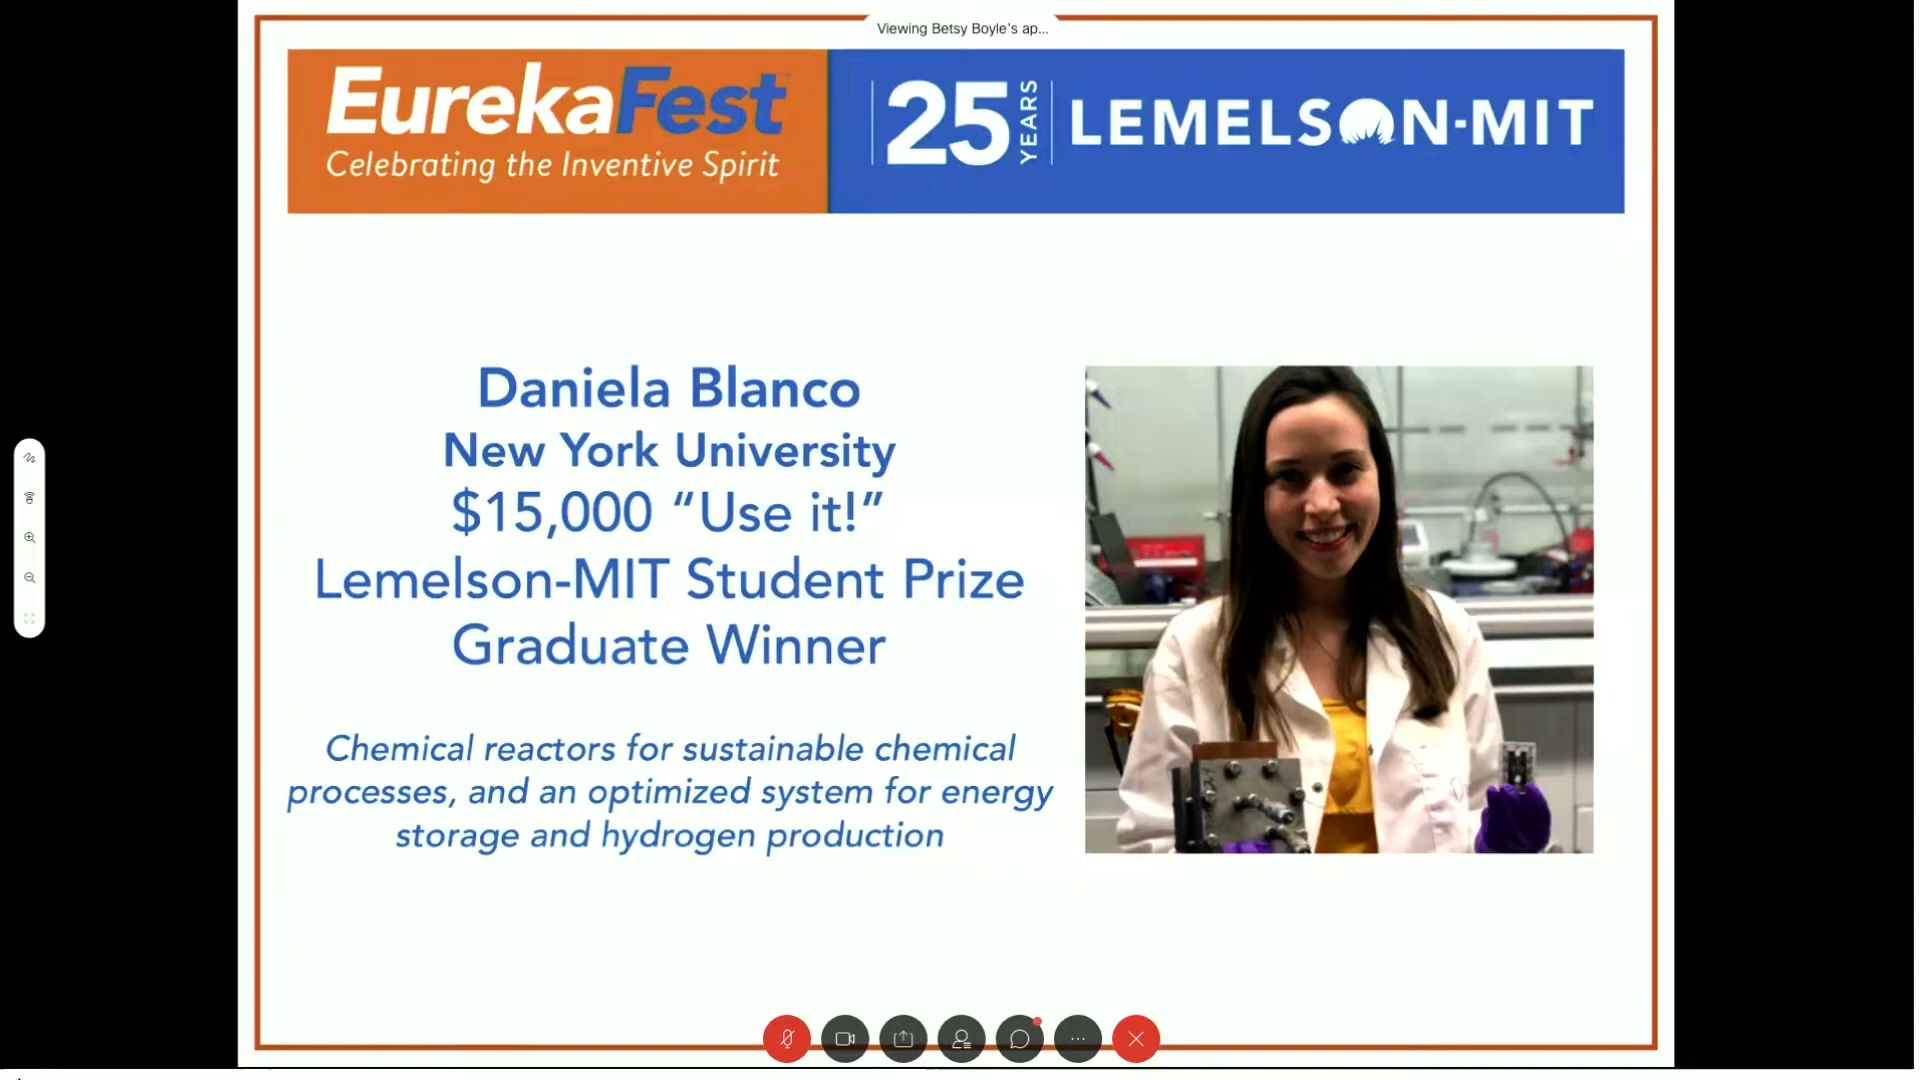 Viewing Betsy Boyle's ap...
EurekaFest
Celebrating the Inventive Spirit
25 YEARS
LEMELSON-MIT
Daniela Blanco
New York University
$15,000 “Use it!”
Lemelson-MIT Student Prize
Graduate Winner
Chemical reactors for sustainable chemical
processes, and an optimized system for energy
storage and hydrogen production